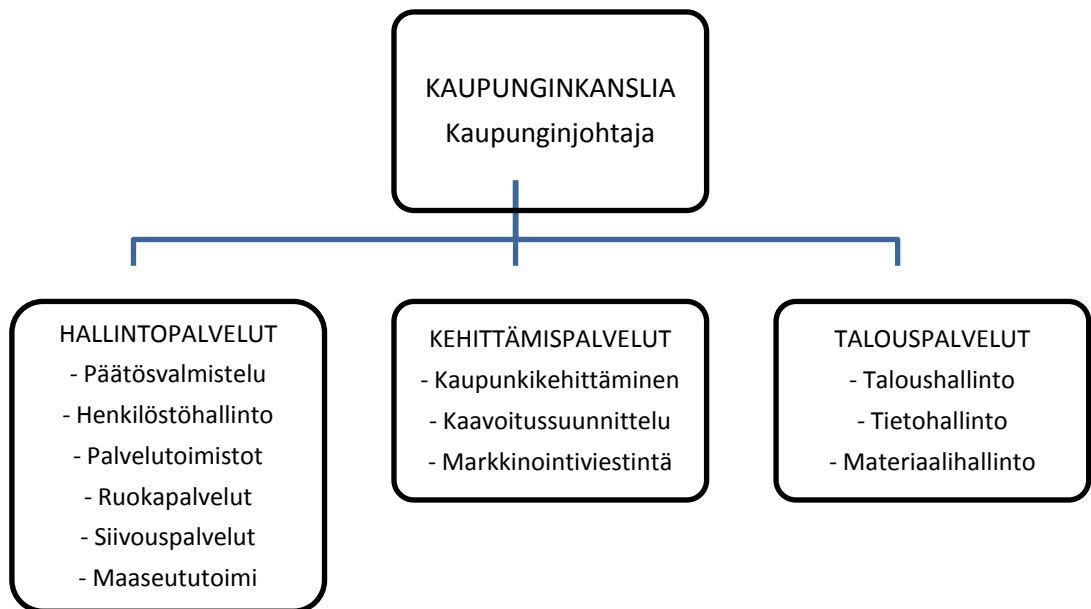 KAUPUNGINKANSLIA
Kaupunginjohtaja
HALLINTOPALVELUT
- Päätösvalmistelu
- Henkilöstöhallinto
- Palvelutoimistot
- Ruokapalvelut
- Siivouspalvelut
- Maaseututoimi
KEHITTÄMISPALVELUT
- Kaupunkikehittäminen
- Kaavoitussuunnittelu
- Markkinointiviestintä
TALOUSPALVELUT
- Taloushallinto
- Tietohallinto
- Materiaalihallinto